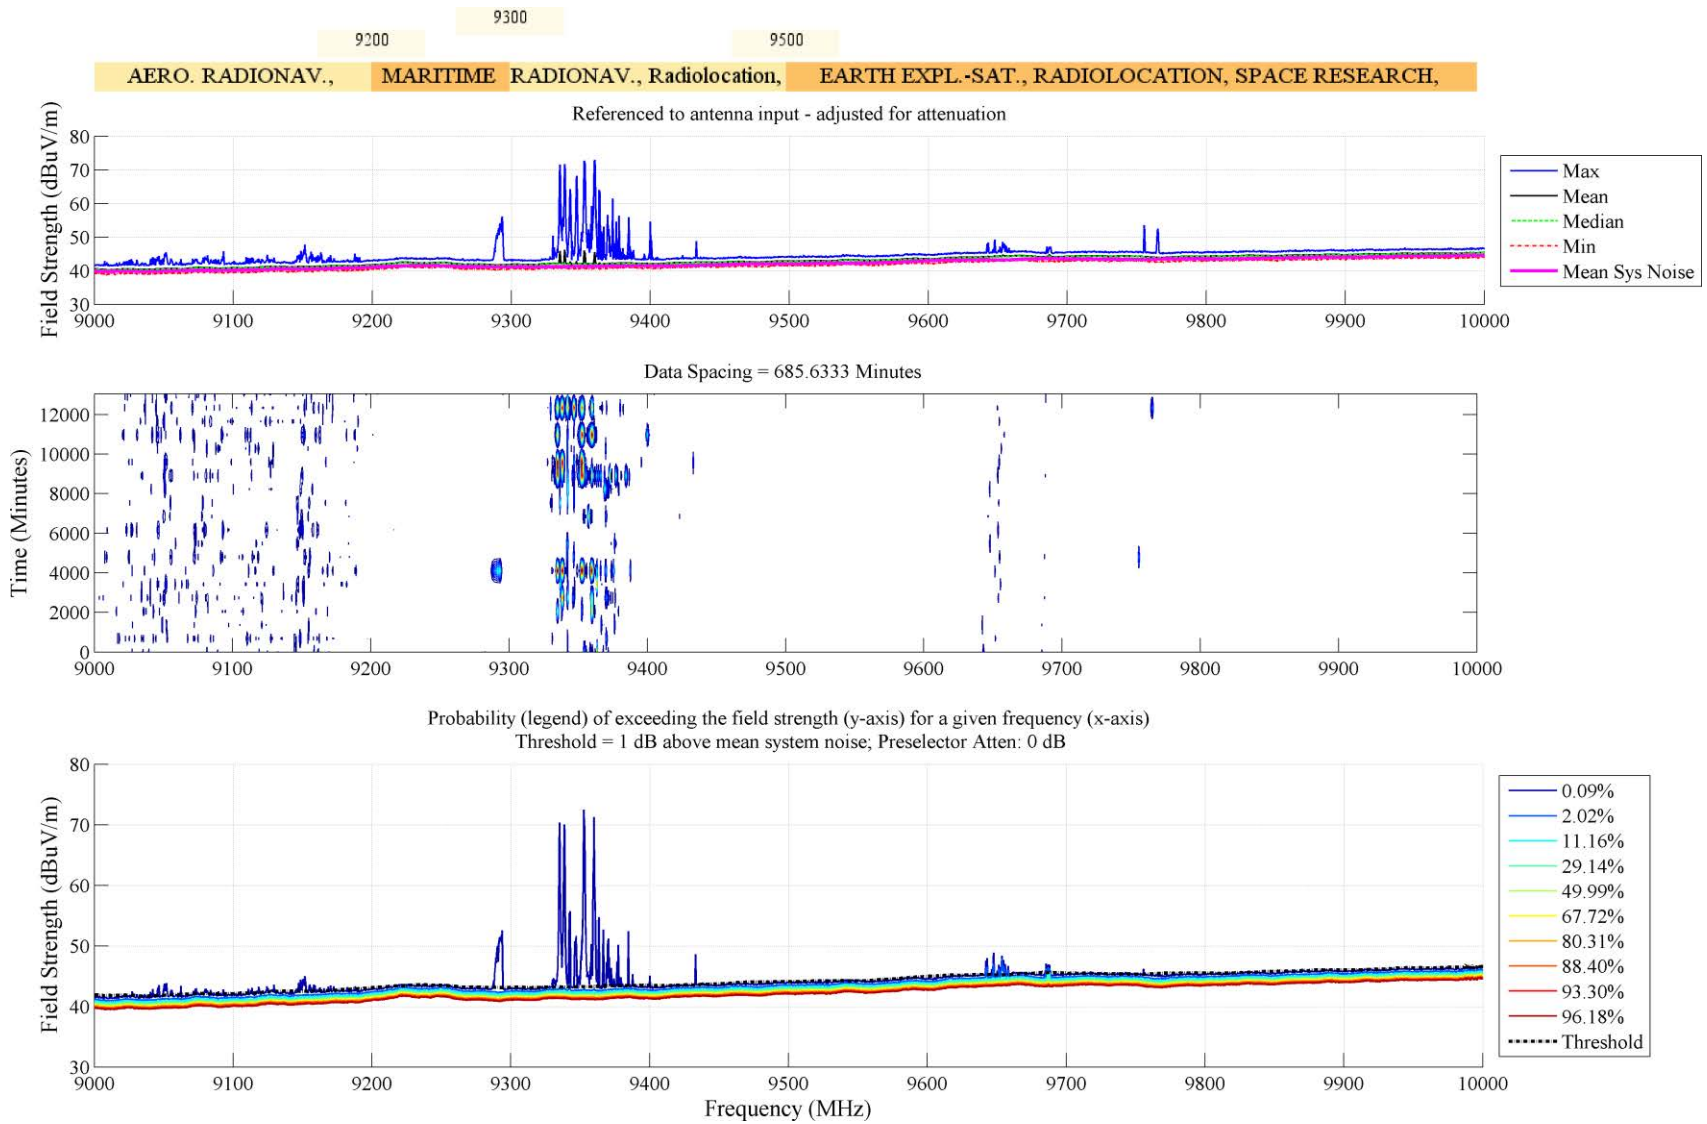 9300
9200
9500
AERO. RADIONAV.,
MARITIME
RADIONAV., Radiolocation,
EARTH EXPL.-SAT., RADIOLOCATION, SPACE RESEARCH,
Referenced to antenna input - adjusted for attenuation
Field Strength (dBuV/m)
80
70
60
50
40
30
9000 9100 9200 9300 9400 9500 9600 9700 9800 9900 10000
Max
Mean
Median
Min
Mean Sys Noise
Data Spacing = 685.6333 Minutes
Time (Minutes)
12000
10000
8000
6000
4000
2000
0
9000 9100 9200 9300 9400 9500 9600 9700 9800 9900 10000
Probability (legend) of exceeding the field strength (y-axis) for a given frequency (x-axis)
Threshold = 1 dB above mean system noise; Preselector Atten: 0 dB
Field Strength (dBuV/m)
80
70
60
50
40
30
9000 9100 9200 9300 9400 9500 9600 9700 9800 9900 10000
Frequency (MHz)
0.09%
2.02%
11.16%
29.14%
49.99%
67.72%
80.31%
88.40%
93.30%
96.18%
Threshold